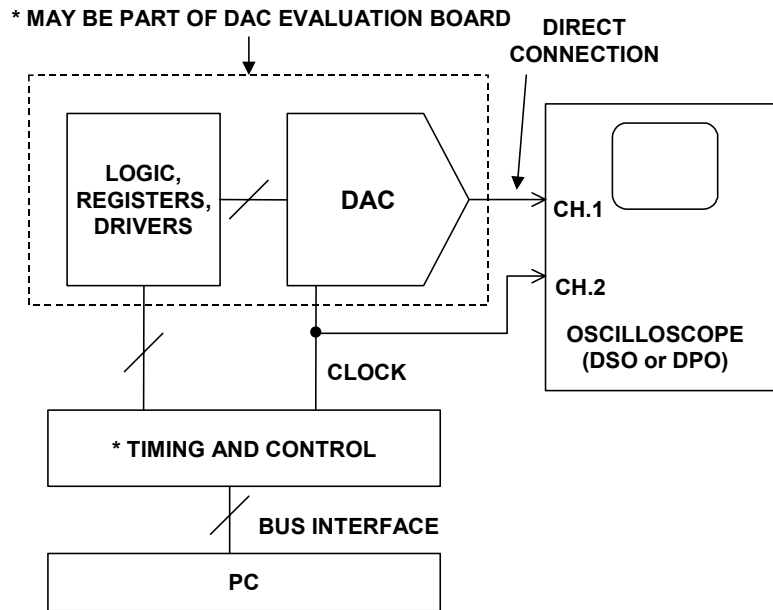 * MAY BE PART OF DAC EVALUATION BOARD
DIRECT
CONNECTION
LOGIC,
REGISTERS,
DRIVERS
DAC
CH.1
CH.2
OSCILLOSCOPE
(DSO or DPO)
CLOCK
* TIMING AND CONTROL
BUS INTERFACE
PC